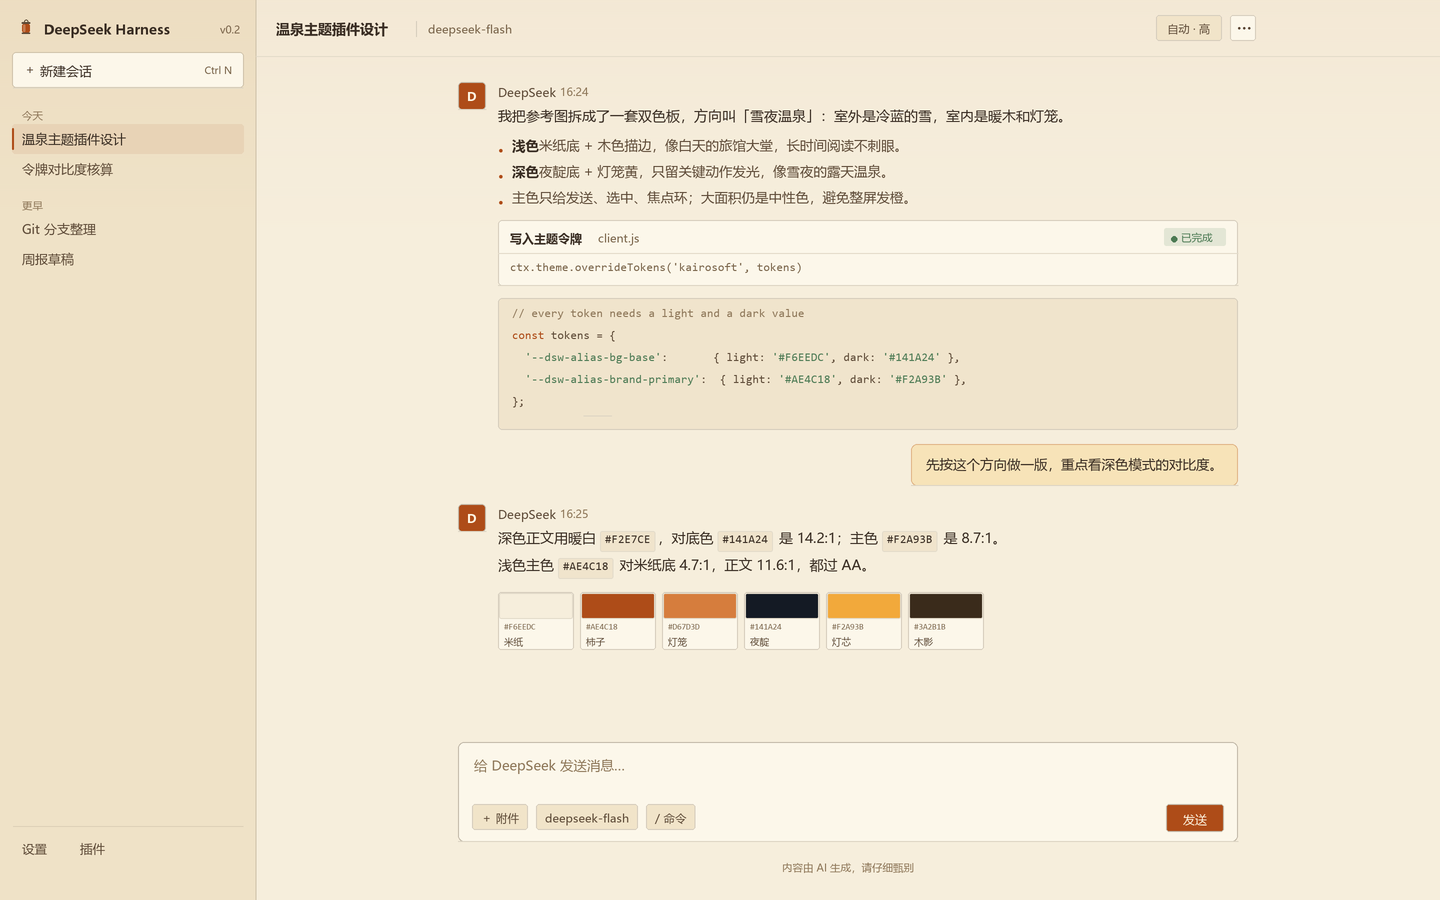 DeepSeek Harness v0.2
+ 新建会话 Ctrl N
今天
温泉主题插件设计
令牌对比度核算
更早
Git 分支整理
周报草稿
设置 插件
温泉主题插件设计 deepseek-flash 自动 · 高 ···
D DeepSeek 16:24
我把参考图拆成了一套双色板，方向叫「雪夜温泉」：室外是冷蓝的雪，室内是暖木和灯笼。
• 浅色米纸底 + 木色描边，像白天的旅馆大堂，长时间阅读不刺眼。
• 深色夜靛底 + 灯笼黄，只留关键动作发光，像雪夜的露天温泉。
• 主色只给发送、选中、焦点环；大面积仍是中性色，避免整屏发橙。
写入主题令牌 client.js ● 已完成
ctx.theme.overrideTokens('kairosoft', tokens)
// every token needs a light and a dark value
const tokens = {
'--dsw-alias-bg-base': { light: '#F6EEDC', dark: '#141A24' },
'--dsw-alias-brand-primary': { light: '#AE4C18', dark: '#F2A93B' },
};
先按这个方向做一版，重点看深色模式的对比度。
D DeepSeek 16:25
深色正文用暖白 #F2E7CE ，对底色 #141A24 是 14.2:1；主色 #F2A93B 是 8.7:1。
浅色主色 #AE4C18 对米纸底 4.7:1，正文 11.6:1，都过 AA。
#F6EEDC #AE4C18 #D67D3D #141A24 #F2A93B #3A2B1B
米纸 柿子 灯笼 夜靛 灯芯 木影
给 DeepSeek 发送消息...
+ 附件 deepseek-flash / 命令 发送
内容由 AI 生成，请仔细甄别